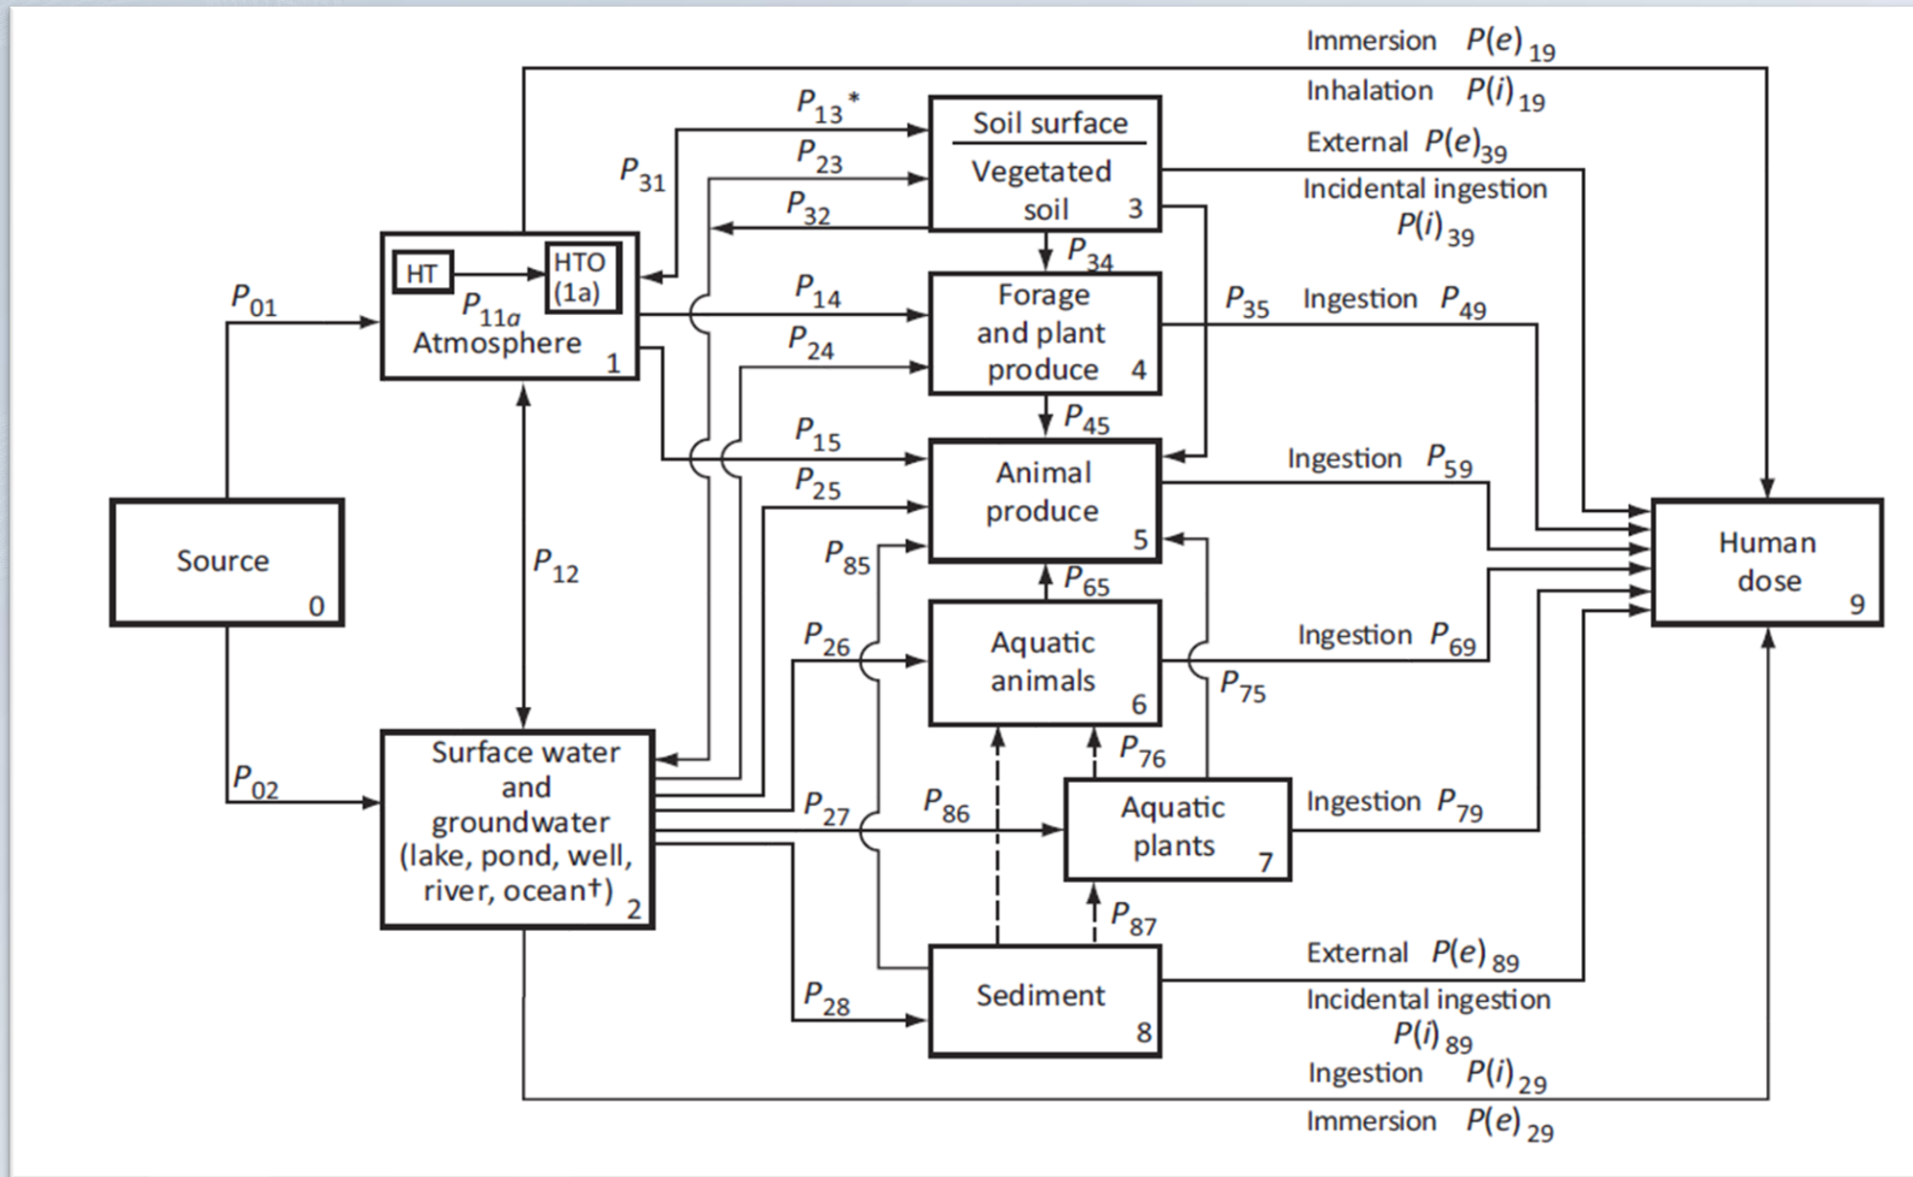 Immersion P(e)19
Inhalation P(i)19
P13*
Soil surface
External P(e)39
P23
P31
Vegetated
soil 3
Incidental ingestion
P(i)39
P32
P34
HT
HTO
(1a)
P11a
Atmosphere 1
P01
P14
Forage
and plant
produce 4
P35
Ingestion P49
P24
P45
P15
Animal
produce 5
Ingestion P59
P25
P85
Source 0
P12
P65
Human
dose 9
P26
Aquatic
animals 6
Ingestion P69
P75
P76
Surface water
and
groundwater
(lake, pond, well,
river, ocean†) 2
P02
P27
P86
Aquatic
plants 7
Ingestion P79
P87
P28
Sediment 8
External P(e)89
Incidental ingestion
P(i)89
Ingestion P(i)29
Immersion P(e)29